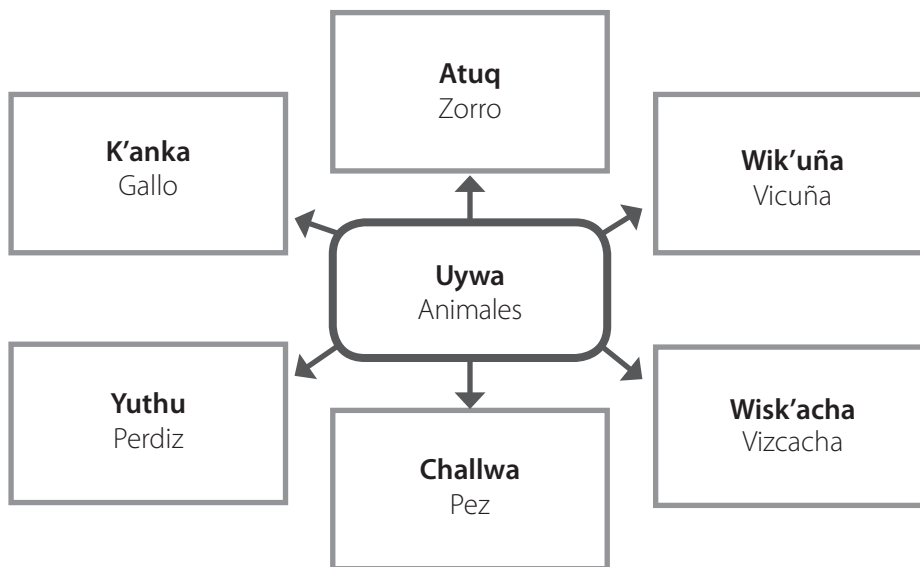 Atuq
Zorro
K’anka
Gallo
Wik’uña
Vicuña
Uywa
Animales
Yuthu
Perdiz
Wisk’acha
Vizcacha
Challwa
Pez